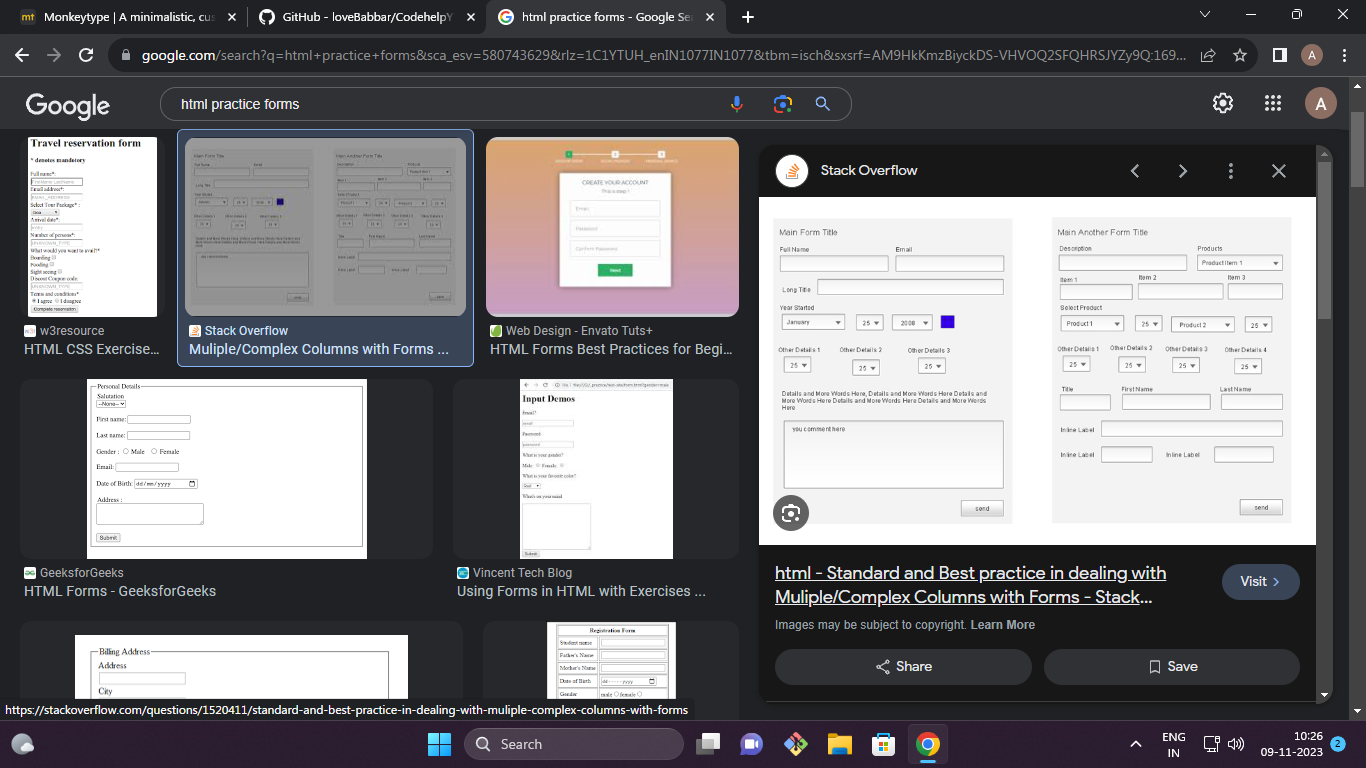 Monkeytype | A minimalistic, cus
GitHub - loveBabbar/CodehelpY
html practice forms - Google Sea
google.com/search?q=html+practice+forms&sca_esv=580743629&rlz=1C1YTUH_enIN1077IN1077&tbm=isch&sxsrf=AM9HkKmzBiyckDS-VHVOQ2SFQHRSJYZy9Q:169...
A
Google
html practice forms
A
Travel reservation form
* denotes mandatory
Full name*:
Email address*:
Select Tour Package* :
Goa
Arrival date*:
Number of persons*:
What would you want to avail*
Boarding
Fooding
Sight seeing
Discout Coupon code:
Terms and conditions*
I agree I disagree
Complete reservation
w3resource
HTML CSS Exercise...
Main Form Title
Main Another Form Title
Stack Overflow
Muliple/Complex Columns with Forms ...
CREATE YOUR ACCOUNT
This is step 1
Email
Password
Confirm Password
Next
Web Design - Envato Tuts+
HTML Forms Best Practices for Begi...
Personal Details
Salutation
--None--
First name:
Last name:
Gender : Male Female
Email:
Date of Birth: dd/mm/yyyy
Address :
Submit
GeeksforGeeks
HTML Forms - GeeksforGeeks
Input Demos
Email?
email
Password:
password
What is your gender?
Male Female
What is your favorite color?
Red
What's on your mind
Submit
Vincent Tech Blog
Using Forms in HTML with Exercises ...
Billing Address
Address
City
Registration Form
Student name
Father's Name
Mother's Name
Date of Birth
Gender male female
Stack Overflow
Main Form Title
Full Name Email
Long Title
Year Started
January 25 2008
Other Details 1 Other Details 2 Other Details 3
25 25 25
Details and More Words Here, Details and More Words Details and
More Words Here Details and More Words Here Details and More Words
Here
you comment here
send
Main Another Form Title
Description Products
Product Item 1
Item 1 Item 2 Item 3
Select Product
Product 1 25 Product 2 25
Other Details 1 Other Details 2 Other Details 3 Other Details 4
25 25 25 25
Title First Name Last Name
Inline Label
Inline Label Inline Label
send
html - Standard and Best practice in dealing with
Muliple/Complex Columns with Forms - Stack...
Visit
Images may be subject to copyright. Learn More
Share
Save
https://stackoverflow.com/questions/1520411/standard-and-best-practice-in-dealing-with-muliple-complex-columns-with-forms
Search
ENG
IN
10:26
09-11-2023
2